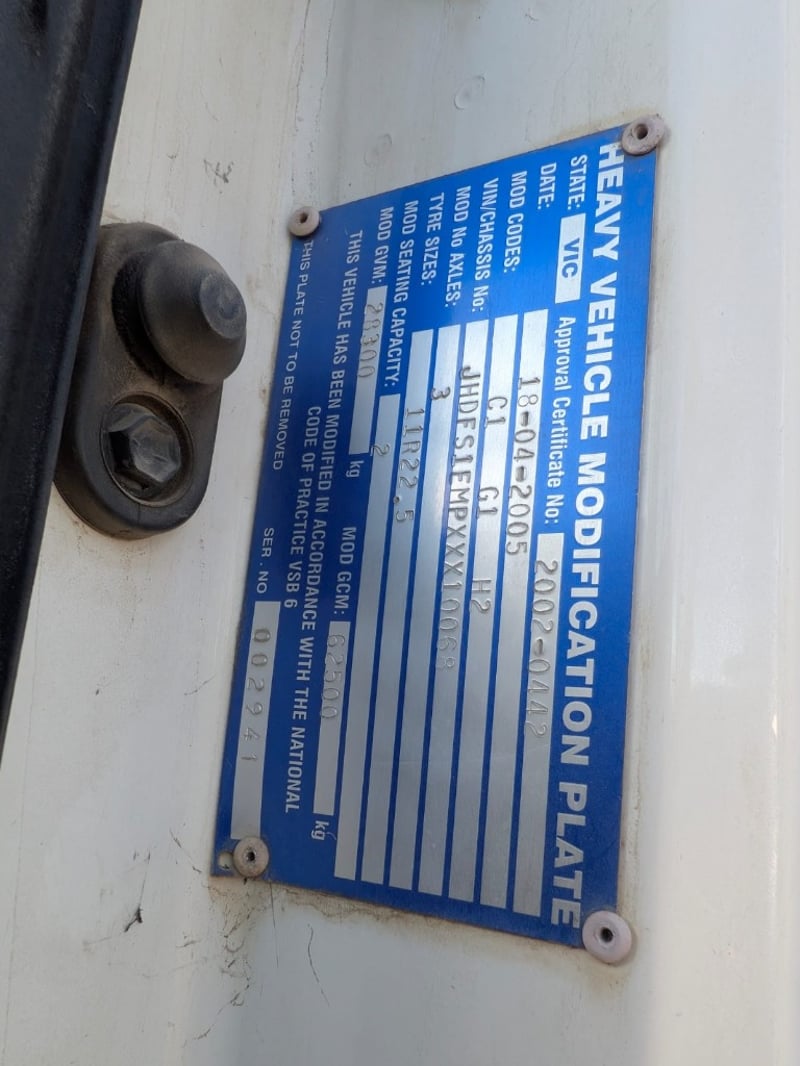 HEAVY VEHICLE MODIFICATION PLATE
STATE: VIC Approval Certificate No: 2002-0442
DATE: 18-04-2005
MOD CODES: C1 G1 H2
VIN/CHASSIS No: JHDFS1EMPXXX10068
MOD No AXLES: 3
TYRE SIZES: 11R22.5
MOD SEATING CAPACITY: 2
MOD GVM: 28300 kg MOD GCM: 62500 kg
THIS VEHICLE HAS BEEN MODIFIED IN ACCORDANCE WITH THE NATIONAL
CODE OF PRACTICE VSB 6
THIS PLATE NOT TO BE REMOVED SER. NO 002941